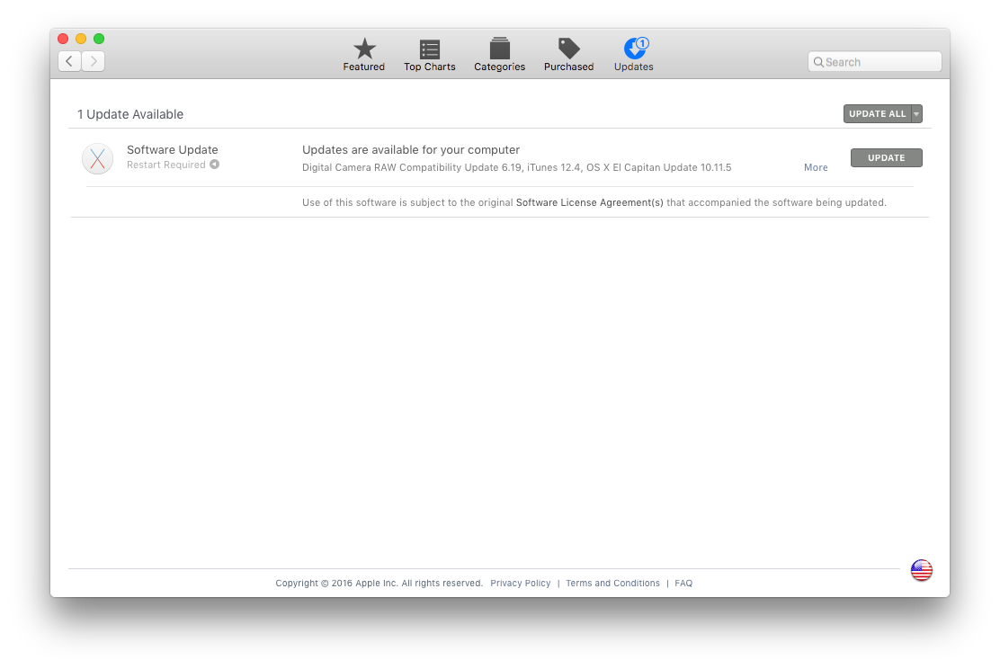 1
Featured
Top Charts
Categories
Purchased
Updates
Search
1 Update Available
UPDATE ALL
Software Update
Restart Required
Updates are available for your computer
Digital Camera RAW Compatibility Update 6.19, iTunes 12.4, OS X El Capitan Update 10.11.5
More
UPDATE
Use of this software is subject to the original Software License Agreement(s) that accompanied the software being updated.
Copyright © 2016 Apple Inc. All rights reserved. Privacy Policy | Terms and Conditions | FAQ